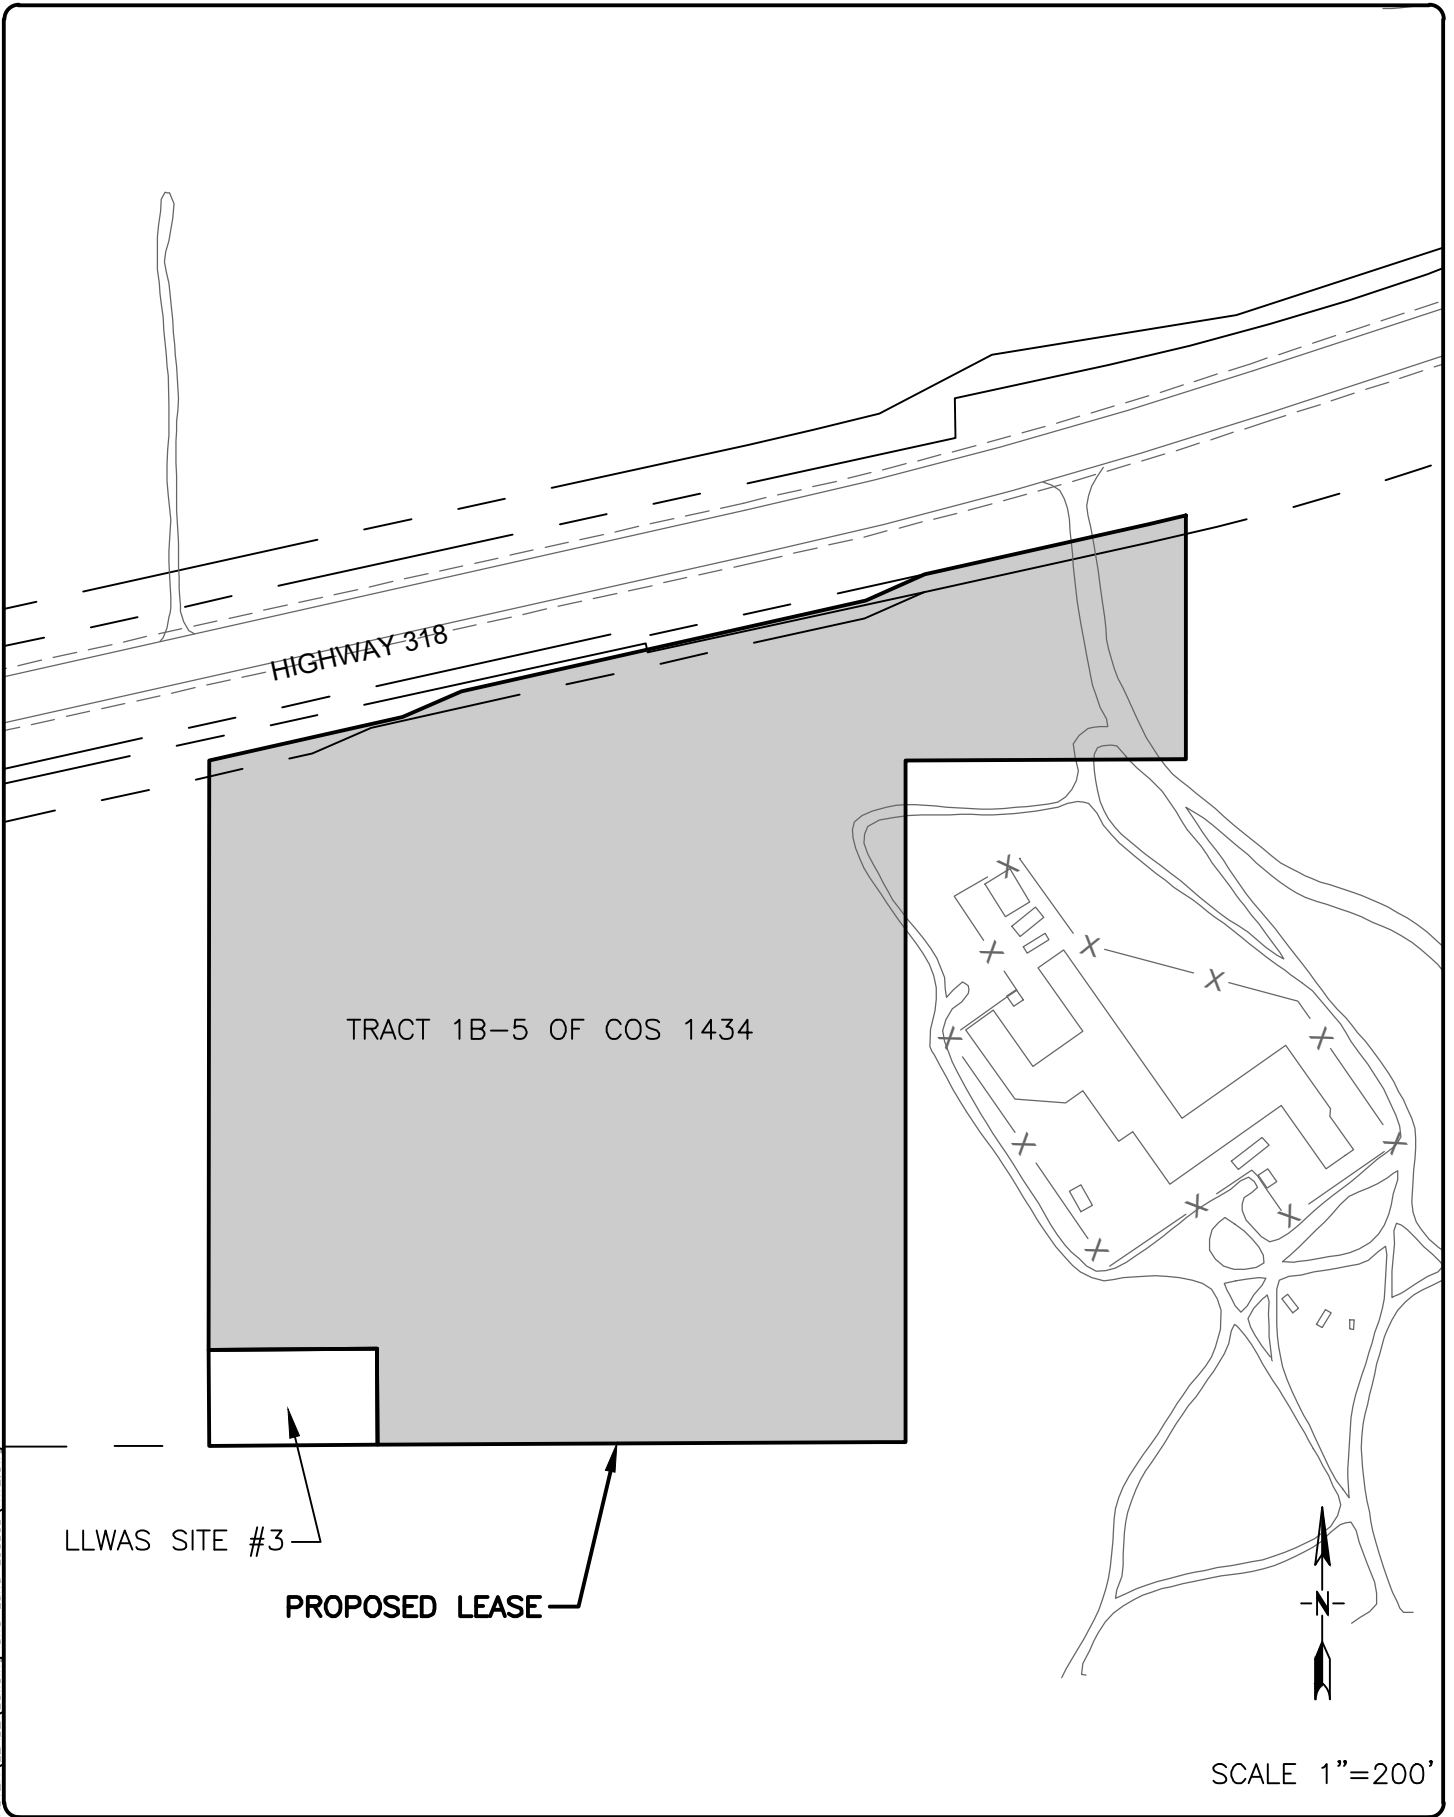 HIGHWAY 318
TRACT 1B-5 OF COS 1434
LLWAS SITE #3
PROPOSED LEASE
N
SCALE 1"=200'